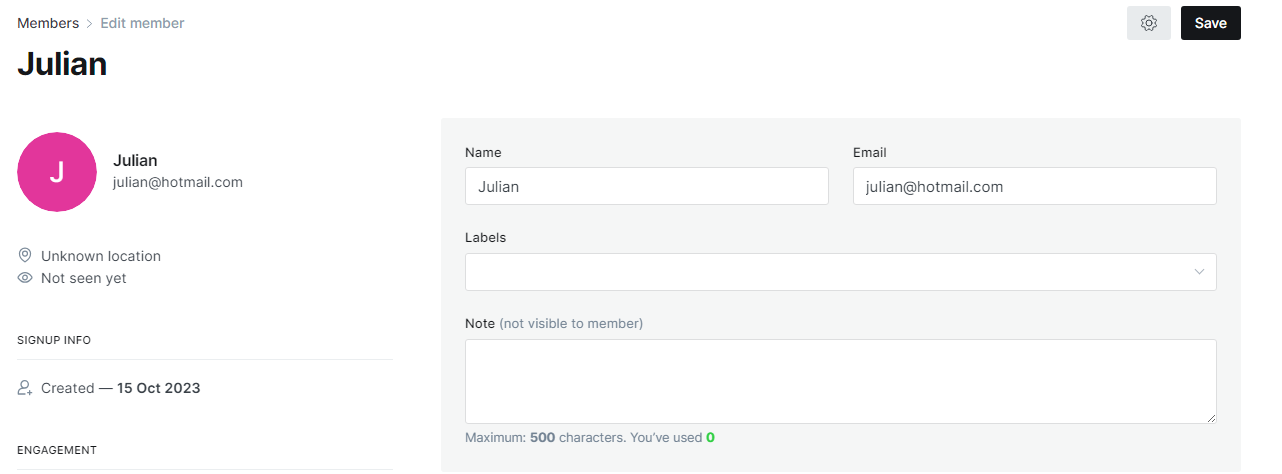 Members > Edit member
Save
Julian
J
Julian
julian@hotmail.com
Unknown location
Not seen yet
SIGNUP INFO
Created — 15 Oct 2023
ENGAGEMENT
Name
Julian
Email
julian@hotmail.com
Labels
Note (not visible to member)
Maximum: 500 characters. You've used 0